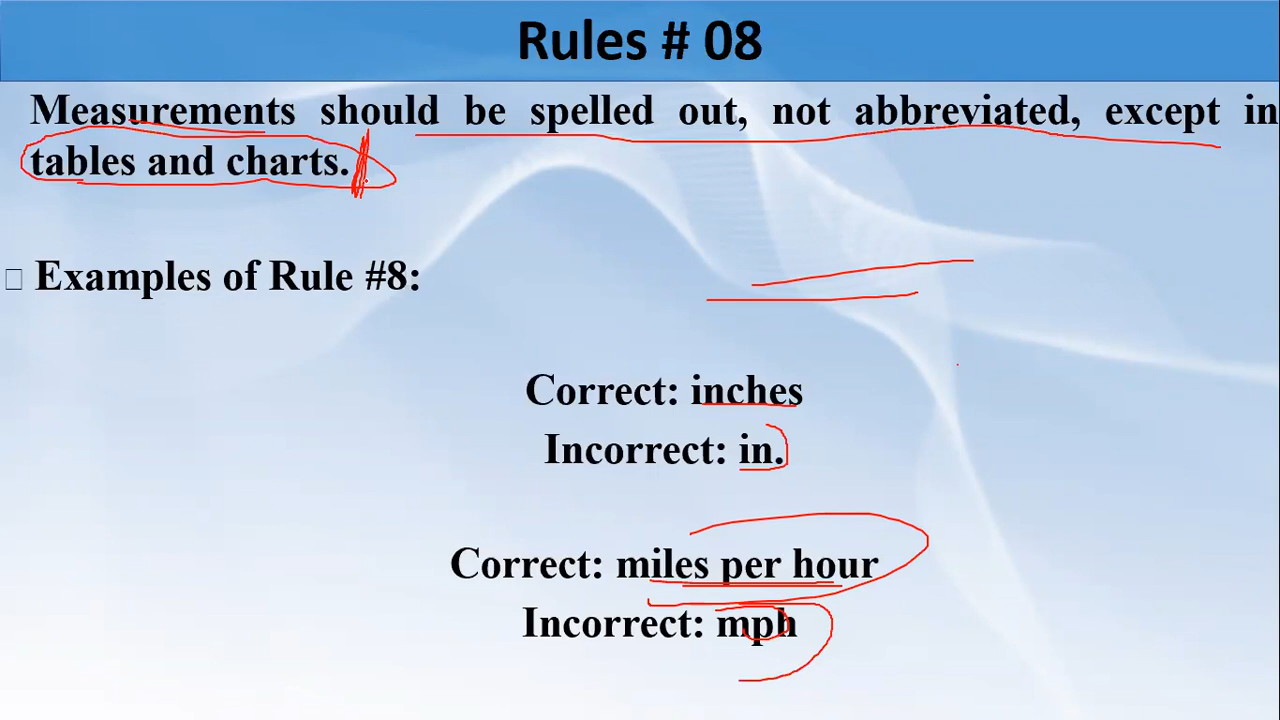 Rules # 08
Measurements should be spelled out, not abbreviated, except in
tables and charts.
Examples of Rule #8:
Correct: inches
Incorrect: in.
Correct: miles per hour
Incorrect: mph